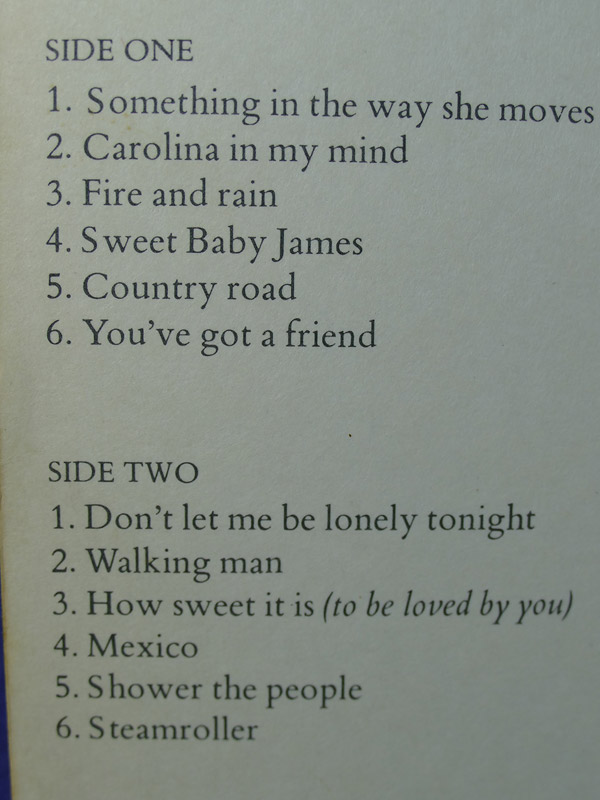 SIDE ONE
1. Something in the way she moves
2. Carolina in my mind
3. Fire and rain
4. Sweet Baby James
5. Country road
6. You've got a friend
SIDE TWO
1. Don't let me be lonely tonight
2. Walking man
3. How sweet it is (to be loved by you)
4. Mexico
5. Shower the people
6. Steamroller